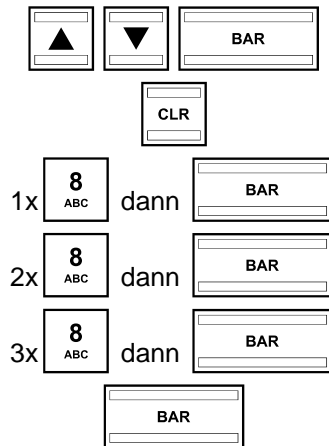 ▲ ▼ BAR
CLR
1x 8 ABC dann BAR
2x 8 ABC dann BAR
3x 8 ABC dann BAR
BAR